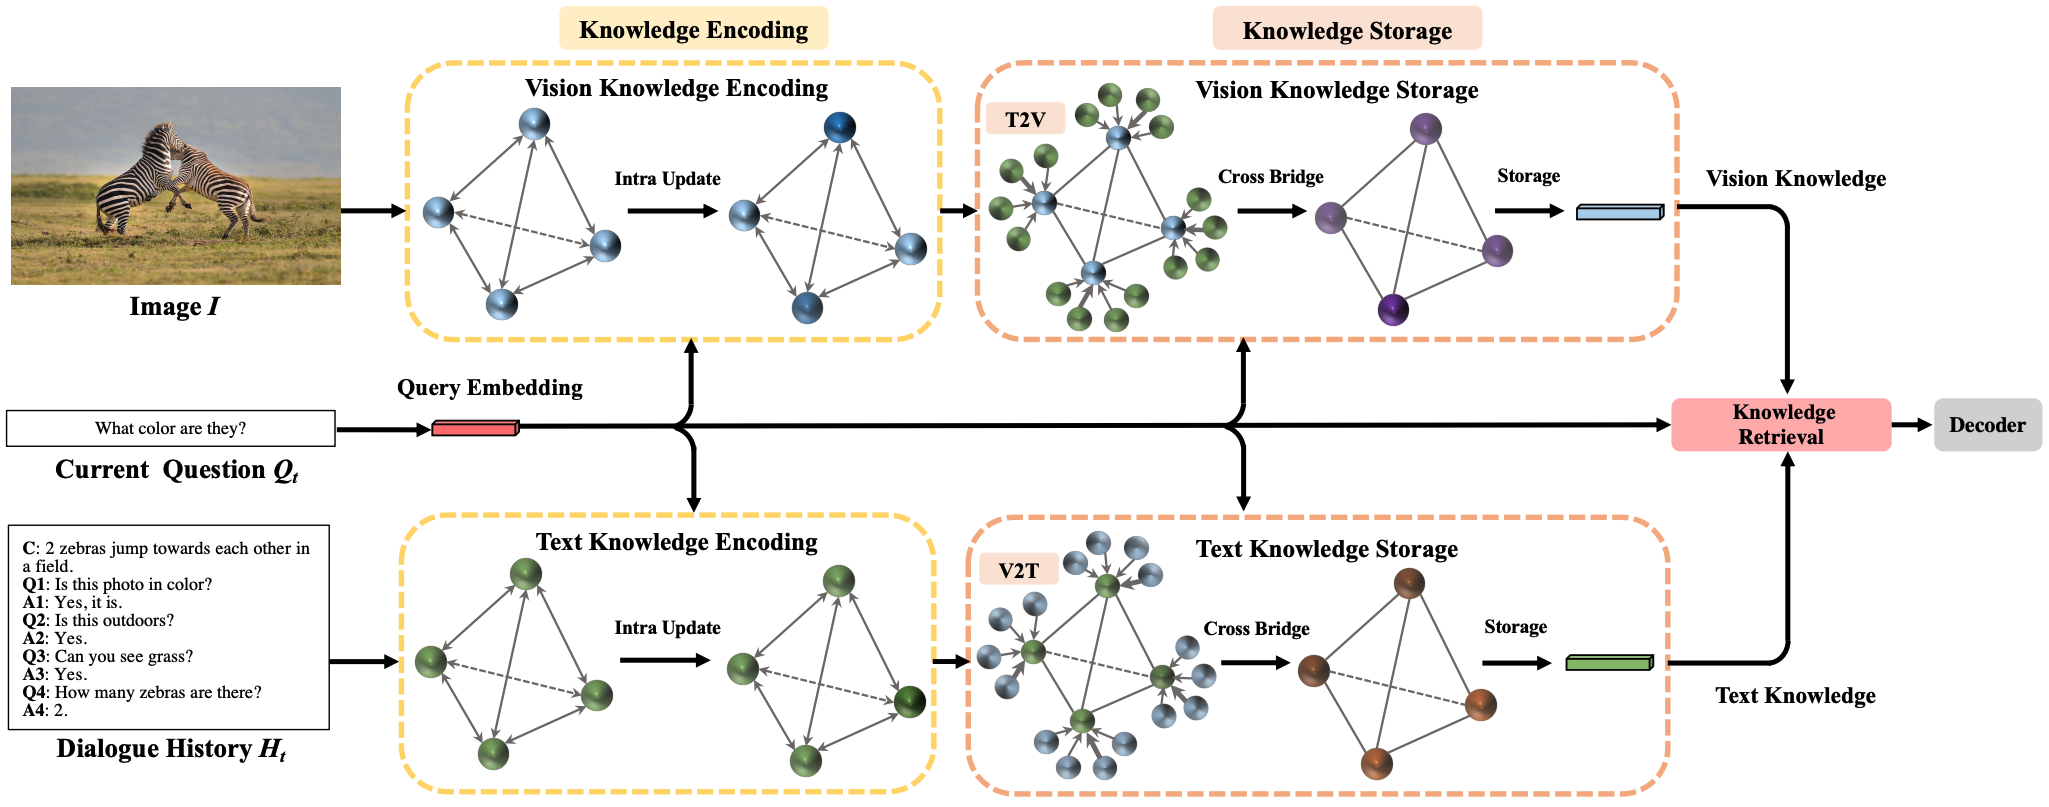 Knowledge Encoding
Knowledge Storage
Vision Knowledge Encoding
Intra Update
Vision Knowledge Storage
T2V
Cross Bridge
Storage
Vision Knowledge
Image I
Query Embedding
What color are they?
Current Question Qt
Knowledge
Retrieval
Decoder
C: 2 zebras jump towards each other in
a field.
Q1: Is this photo in color?
A1: Yes, it is.
Q2: Is this outdoors?
A2: Yes.
Q3: Can you see grass?
A3: Yes.
Q4: How many zebras are there?
A4: 2.
Dialogue History Ht
Text Knowledge Encoding
Intra Update
Text Knowledge Storage
V2T
Cross Bridge
Storage
Text Knowledge